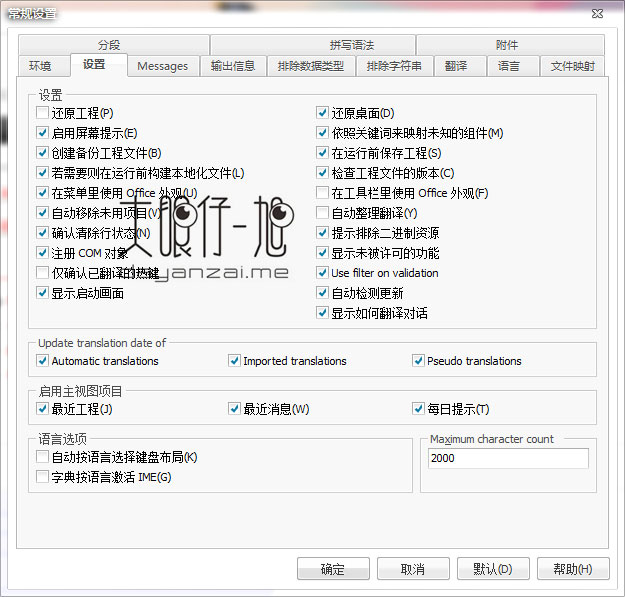 常规设置
分段 拼写语法 附件
环境 设置 Messages 输出信息 排除数据类型 排除字符串 翻译 语言 文件映射
设置
还原工程(P) 还原桌面(D)
启用屏幕提示(E) 依照关键词来映射未知的组件(M)
创建备份工程文件(B) 在运行前保存工程(S)
若需要则在运行前构建本地化文件(L) 检查工程文件的版本(C)
在菜单里使用 Office 外观(U) 在工具栏里使用 Office 外观(F)
自动移除未用项目(V) 自动整理翻译(Y)
确认清除行状态(N) 提示排除二进制资源
注册 COM 对象 显示未被许可的功能
仅确认已翻译的热键 Use filter on validation
显示启动画面 自动检测更新
显示如何翻译对话
大眼仔~旭
yanzai.me
Update translation date of
Automatic translations Imported translations Pseudo translations
启用主视图项目
最近工程(J) 最近消息(W) 每日提示(T)
语言选项 Maximum character count
自动按语言选择键盘布局(K) 2000
字典按语言激活 IME(G)
确定 取消 默认(D) 帮助(H)